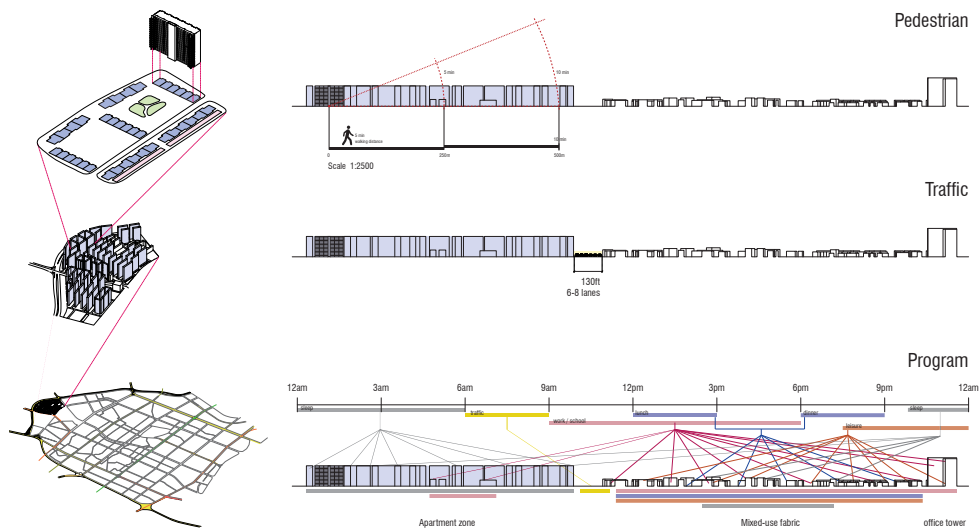 Pedestrian
5 min
10 min
5 min
walking distance
10 min
0
250m
500m
Scale 1:2500
Traffic
130ft
6-8 lanes
Program
12am
3am
6am
9am
12pm
3pm
6pm
9pm
12am
sleep
traffic
work / school
lunch
dinner
sleep
leisure
Apartment zone
Mixed-use fabric
office tower